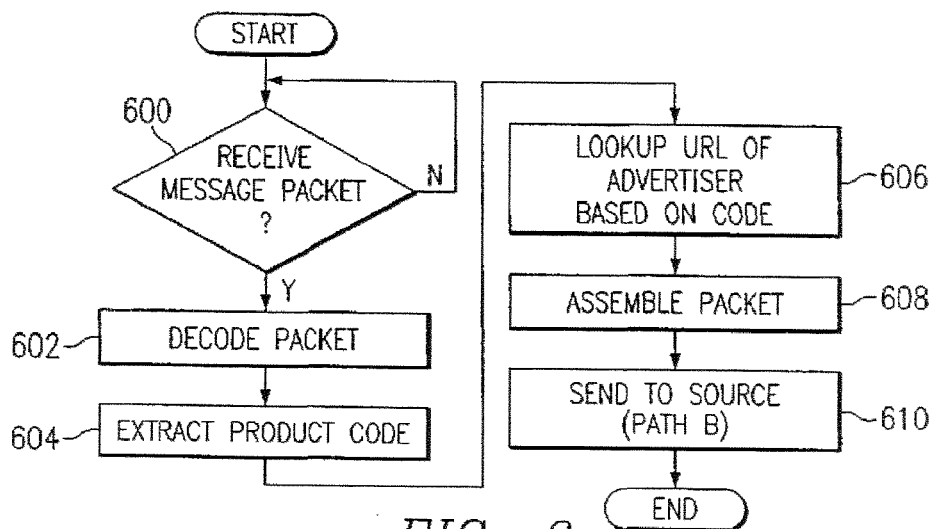 START
600
RECEIVE
MESSAGE PACKET
?
N
Y
602
DECODE PACKET
604
EXTRACT PRODUCT CODE
LOOKUP URL OF
ADVERTISER
BASED ON CODE
606
ASSEMBLE PACKET
608
SEND TO SOURCE
(PATH B)
610
END